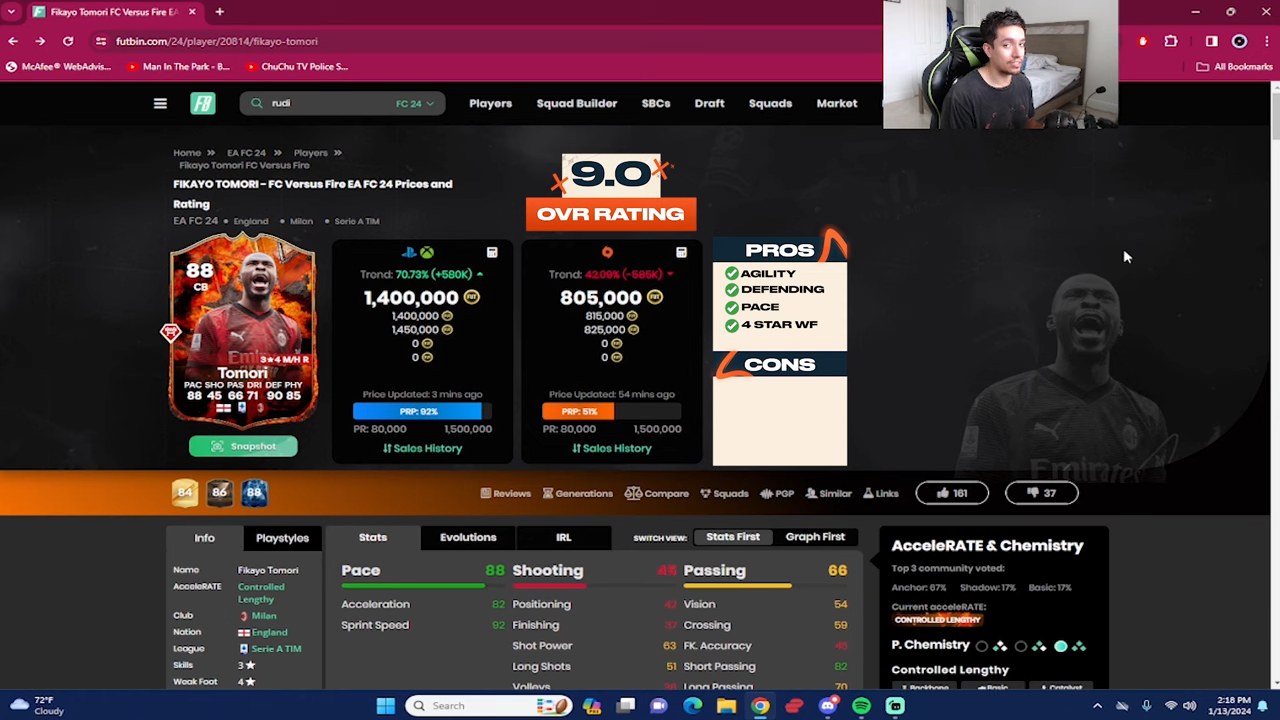 Fikayo Tomori FC Versus Fire EA
futbin.com/24/player/20814/fikayo-tomori
McAfee® WebAdvis...
Man In The Park - B...
ChuChu TV Police S...
All Bookmarks
rudi
FC 24
Players
Squad Builder
SBCs
Draft
Squads
Market
Home
EA FC 24
Players
Fikayo Tomori FC Versus Fire
FIKAYO TOMORI - FC Versus Fire EA FC 24 Prices and
Rating
EA FC 24
England
Milan
Serie A TIM
9.0
OVR RATING
88
CB
3★4 M/H R
Tomori
PAC SHO PAS DRI DEF PHY
88 45 66 71 90 85
Snapshot
Trend: 70.73% (+580K)
1,400,000
1,400,000
1,450,000
0
0
Price Updated: 3 mins ago
PRP: 92%
PR: 80,000
1,500,000
Sales History
Trend: 42.09% (-585K)
805,000
815,000
825,000
0
0
Price Updated: 54 mins ago
PRP: 51%
PR: 80,000
1,500,000
Sales History
PROS
AGILITY
DEFENDING
PACE
4 STAR WF
CONS
84
86
88
Reviews
Generations
Compare
Squads
PGP
Similar
Links
161
37
Info
Playstyles
Name
Fikayo Tomori
AcceleRATE
Controlled
Lengthy
Club
Milan
Nation
England
League
Serie A TIM
Skills
3★
Weak Foot
4★
Stats
Evolutions
IRL
SWITCH VIEW:
Stats First
Graph First
Pace
88
Acceleration
82
Sprint Speed
92
Shooting
Positioning
Finishing
Shot Power
63
Long Shots
51
Volleys
Passing
66
Vision
54
Crossing
59
FK. Accuracy
Short Passing
82
Long Passing
70
AcceleRATE & Chemistry
Top 3 community voted:
Anchor: 67%
Shadow: 17%
Basic: 17%
Current acceleRATE:
CONTROLLED LENGTHY
P. Chemistry
Controlled Lengthy
Backbone
Basic
Catalyst
72°F
Cloudy
Search
2:18 PM
1/13/2024